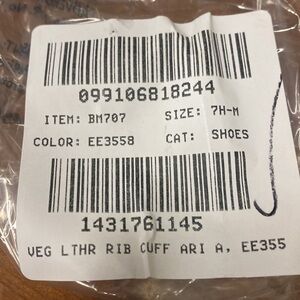 099106818244
ITEM: BM707 SIZE: 7H-M
COLOR: EE3558 CAT: SHOES
1431761145
VEG LTHR RIB CUFF ARI A, EE355